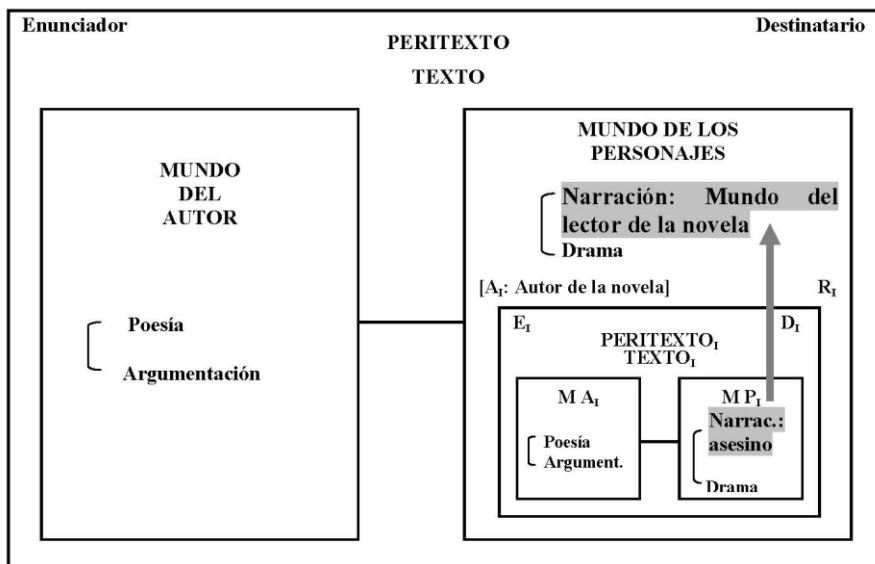 Enunciador
Destinatario
PERITEXTO
TEXTO
MUNDO
DEL
AUTOR
Poesía
Argumentación
MUNDO DE LOS
PERSONAJES
Narración: Mundo del
lector de la novela
Drama
[A_I: Autor de la novela]
R_I
E_I
D_I
PERITEXTO_I
TEXTO_I
M A_I
Poesía
Argument.
M P_I
Narrac.:
asesino
Drama